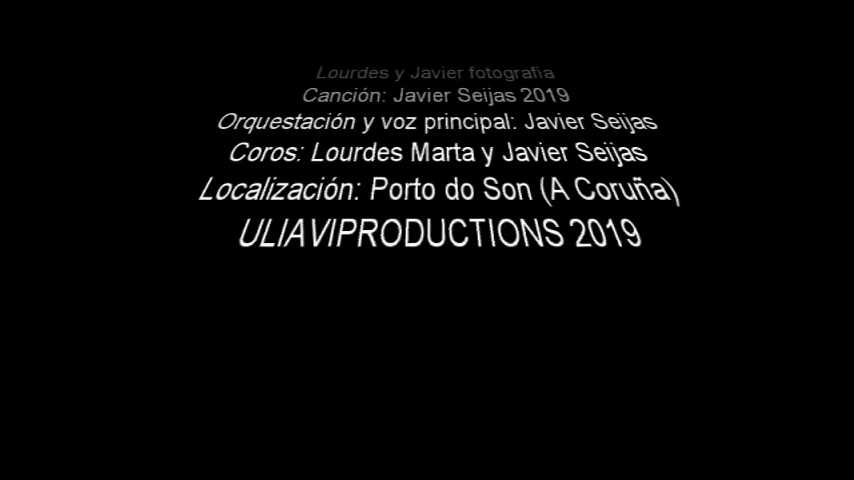 Lourdes y Javier fotografia
Canción: Javier Seijas 2019
Orquestación y voz principal: Javier Seijas
Coros: Lourdes Marta y Javier Seijas
Localización: Porto do Son (A Coruña)
ULIAVIPRODUCTIONS 2019